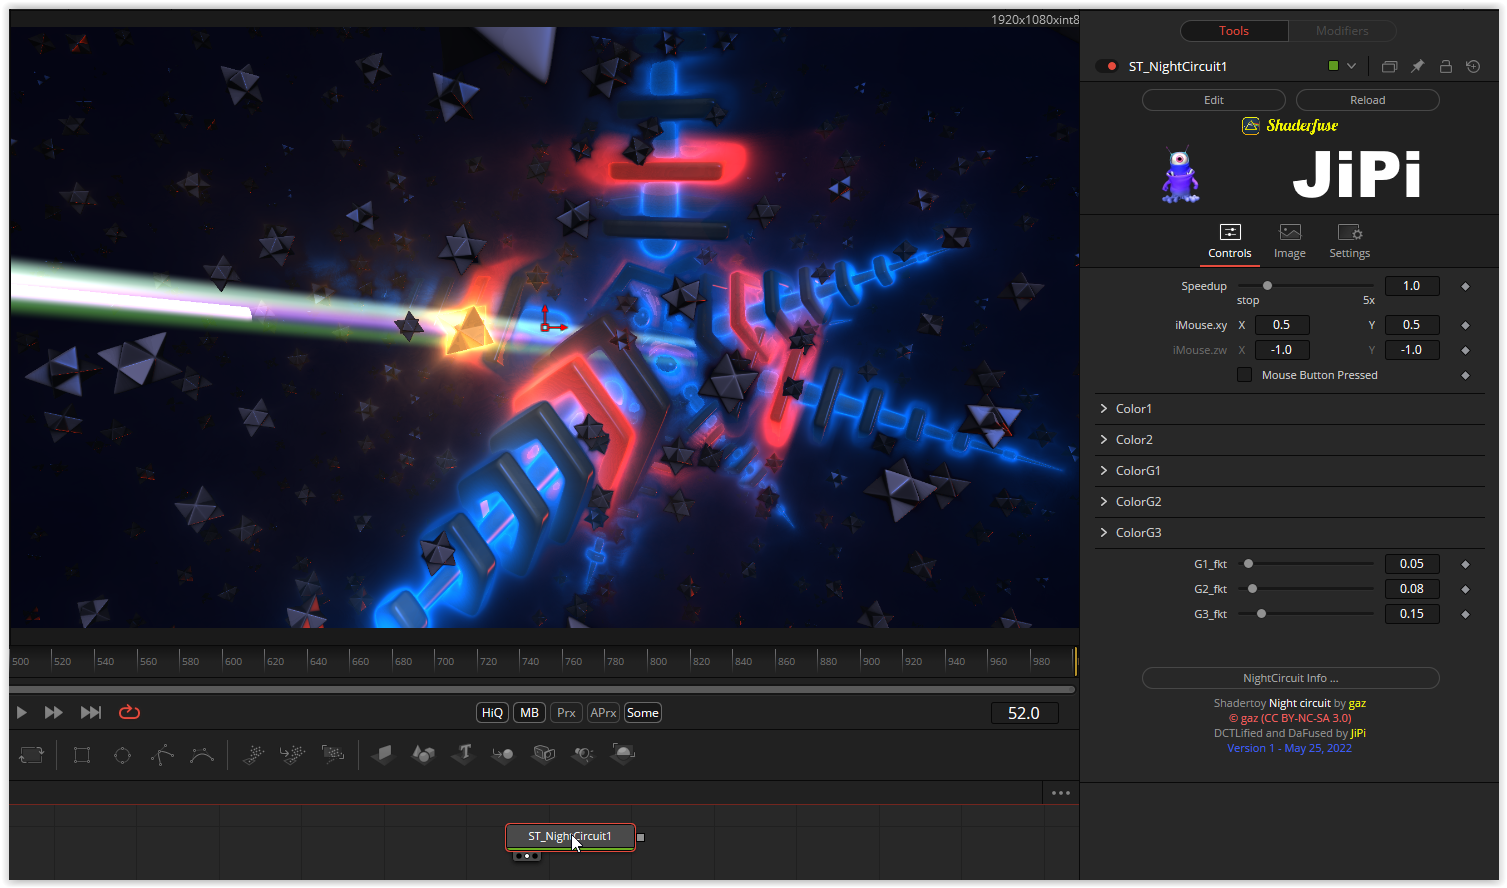 1920x1080xint8
Tools
Modifiers
ST_NightCircuit1
Edit
Reload
Shaderfuse
JiPi
Controls
Image
Settings
Speedup
1.0
stop
5x
iMouse.xy X 0.5 Y 0.5
iMouse.zw X -1.0 Y -1.0
Mouse Button Pressed
Color1
Color2
ColorG1
ColorG2
ColorG3
G1_fkt 0.05
G2_fkt 0.08
G3_fkt 0.15
NightCircuit Info ...
Shadertoy Night circuit by gaz
© gaz (CC BY-NC-SA 3.0)
DCTLified and DaFused by JiPi
Version 1 - May 25, 2022
500 520 540 560 580 600 620 640 660 680 700 720 740 760 780 800 820 840 860 880 900 920 940 960 980
HiQ MB Prx APrx Some
52.0
ST_NightCircuit1